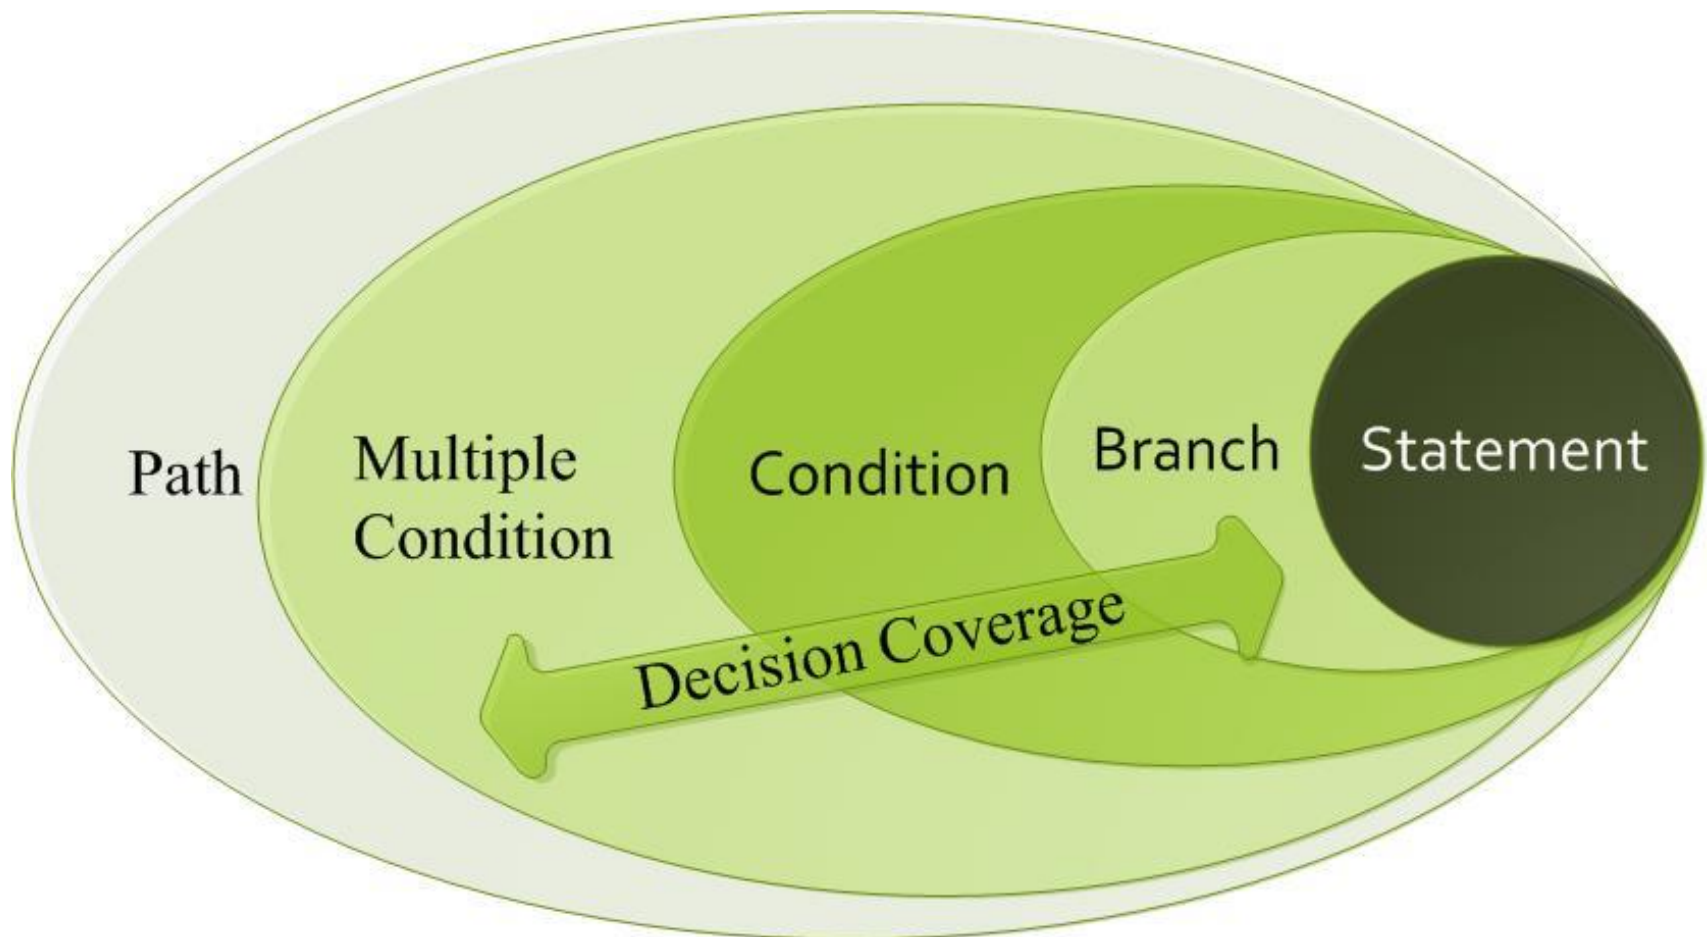 Path
Multiple
Condition
Condition
Branch
Statement
Decision Coverage